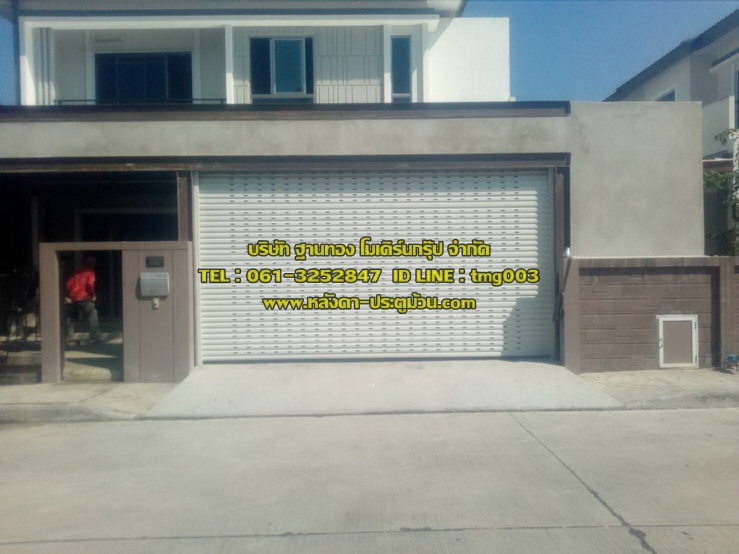 บริษัท ฐานทอง โมเดิร์นกรุ๊ป จำกัด
TEL : 061-3252847 ID LINE : tmg003
www.หลังคา-ประตูม้วน.com